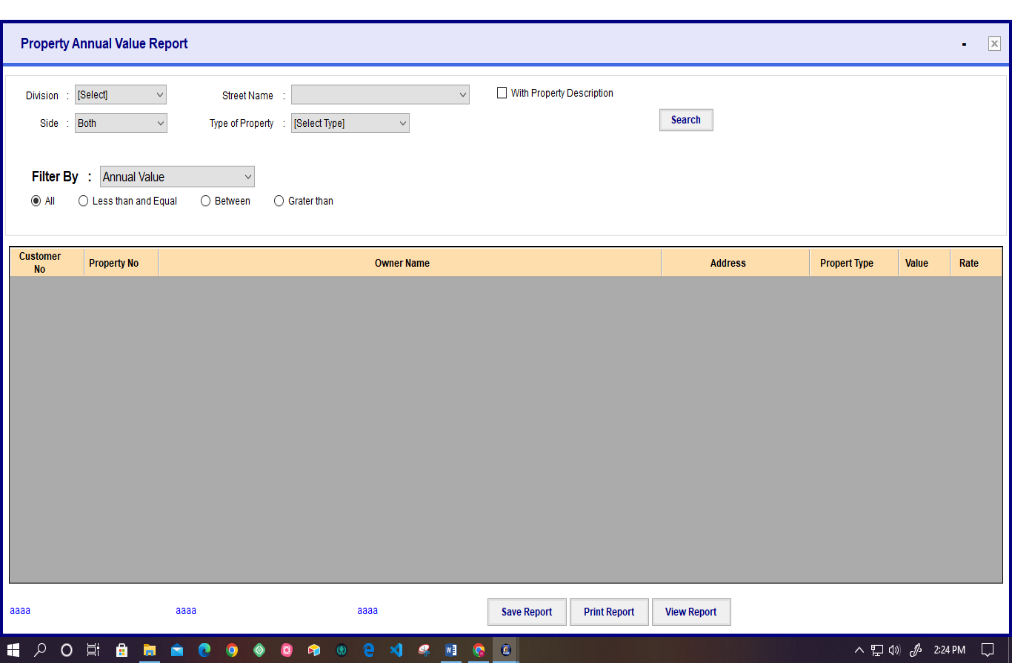 Property Annual Value Report
Division : [Select] Street Name : With Property Description
Side : Both Type of Property : [Select Type] Search
Filter By : Annual Value
All Less than and Equal Between Grater than
Customer No Property No Owner Name Address Propert Type Value Rate
aaaa aaaa aaaa Save Report Print Report View Report
2:24 PM